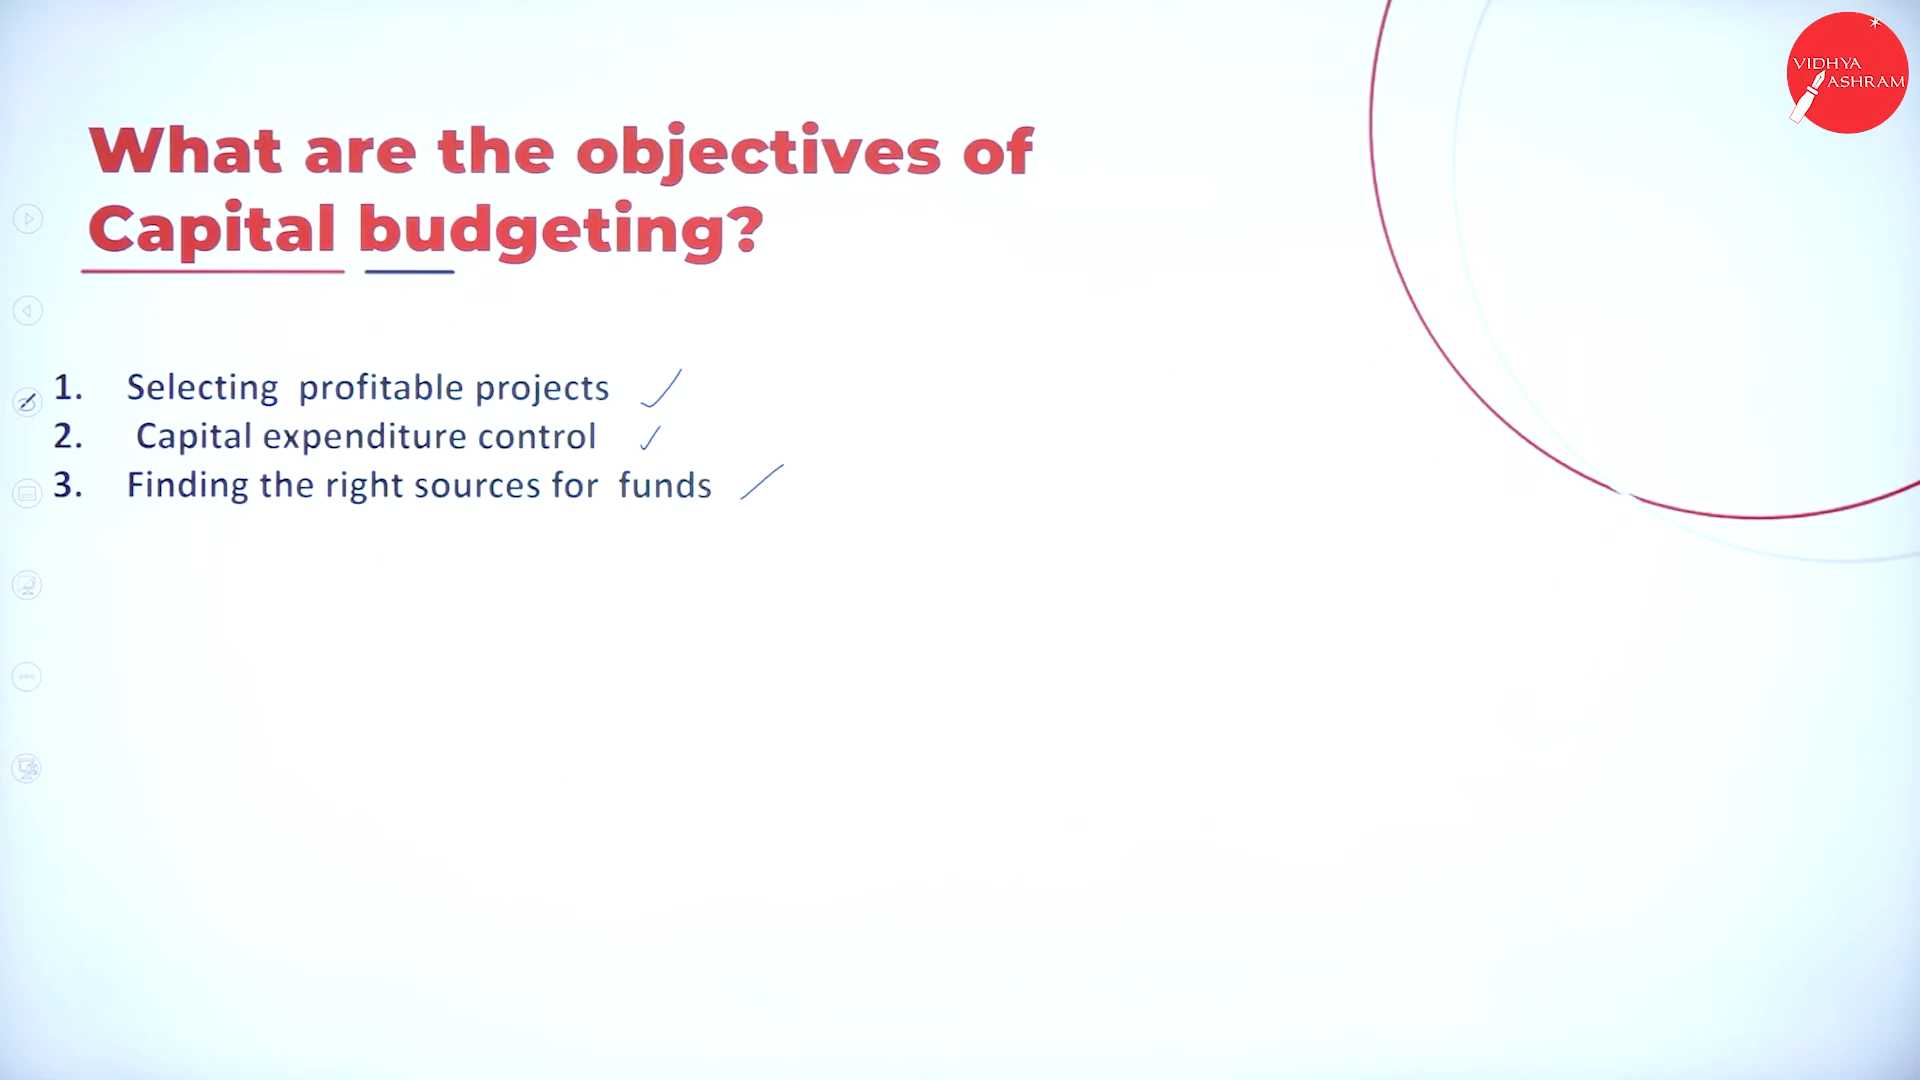 VIDHYA
ASHRAM
What are the objectives of
Capital budgeting?
1. Selecting profitable projects
2. Capital expenditure control
3. Finding the right sources for funds